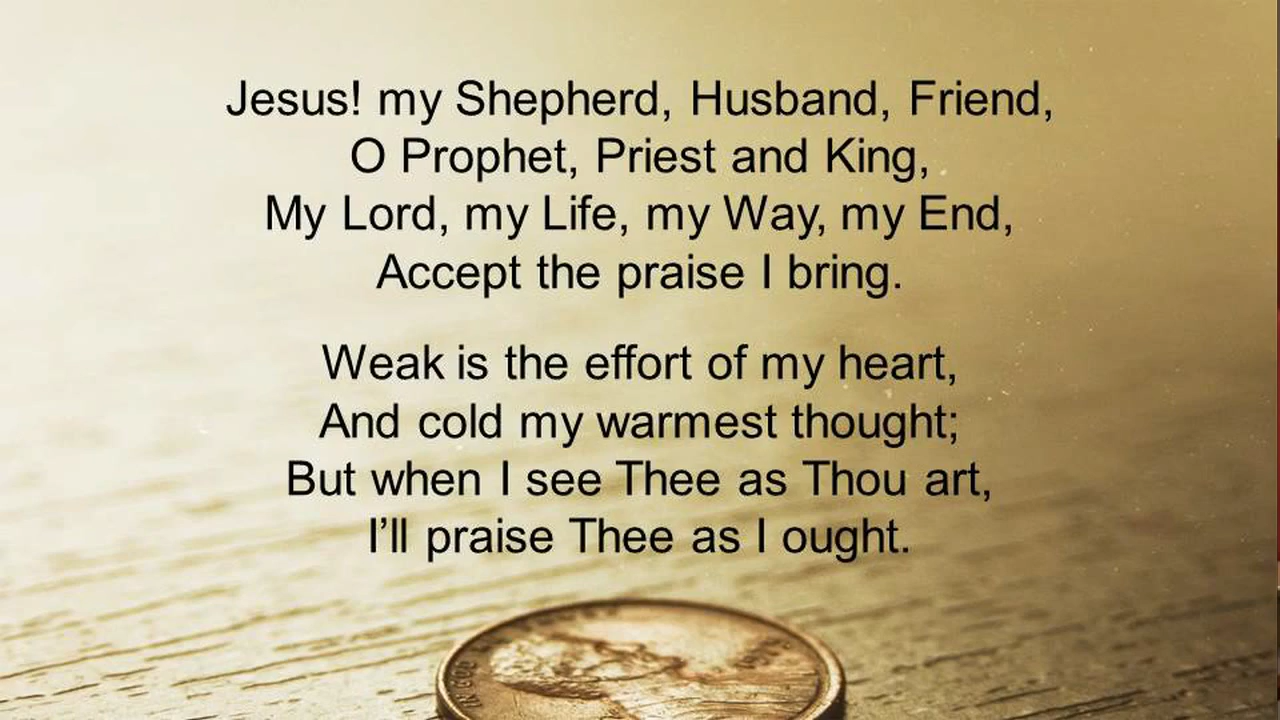 Jesus! my Shepherd, Husband, Friend,
O Prophet, Priest and King,
My Lord, my Life, my Way, my End,
Accept the praise I bring.
Weak is the effort of my heart,
And cold my warmest thought;
But when I see Thee as Thou art,
I’ll praise Thee as I ought.